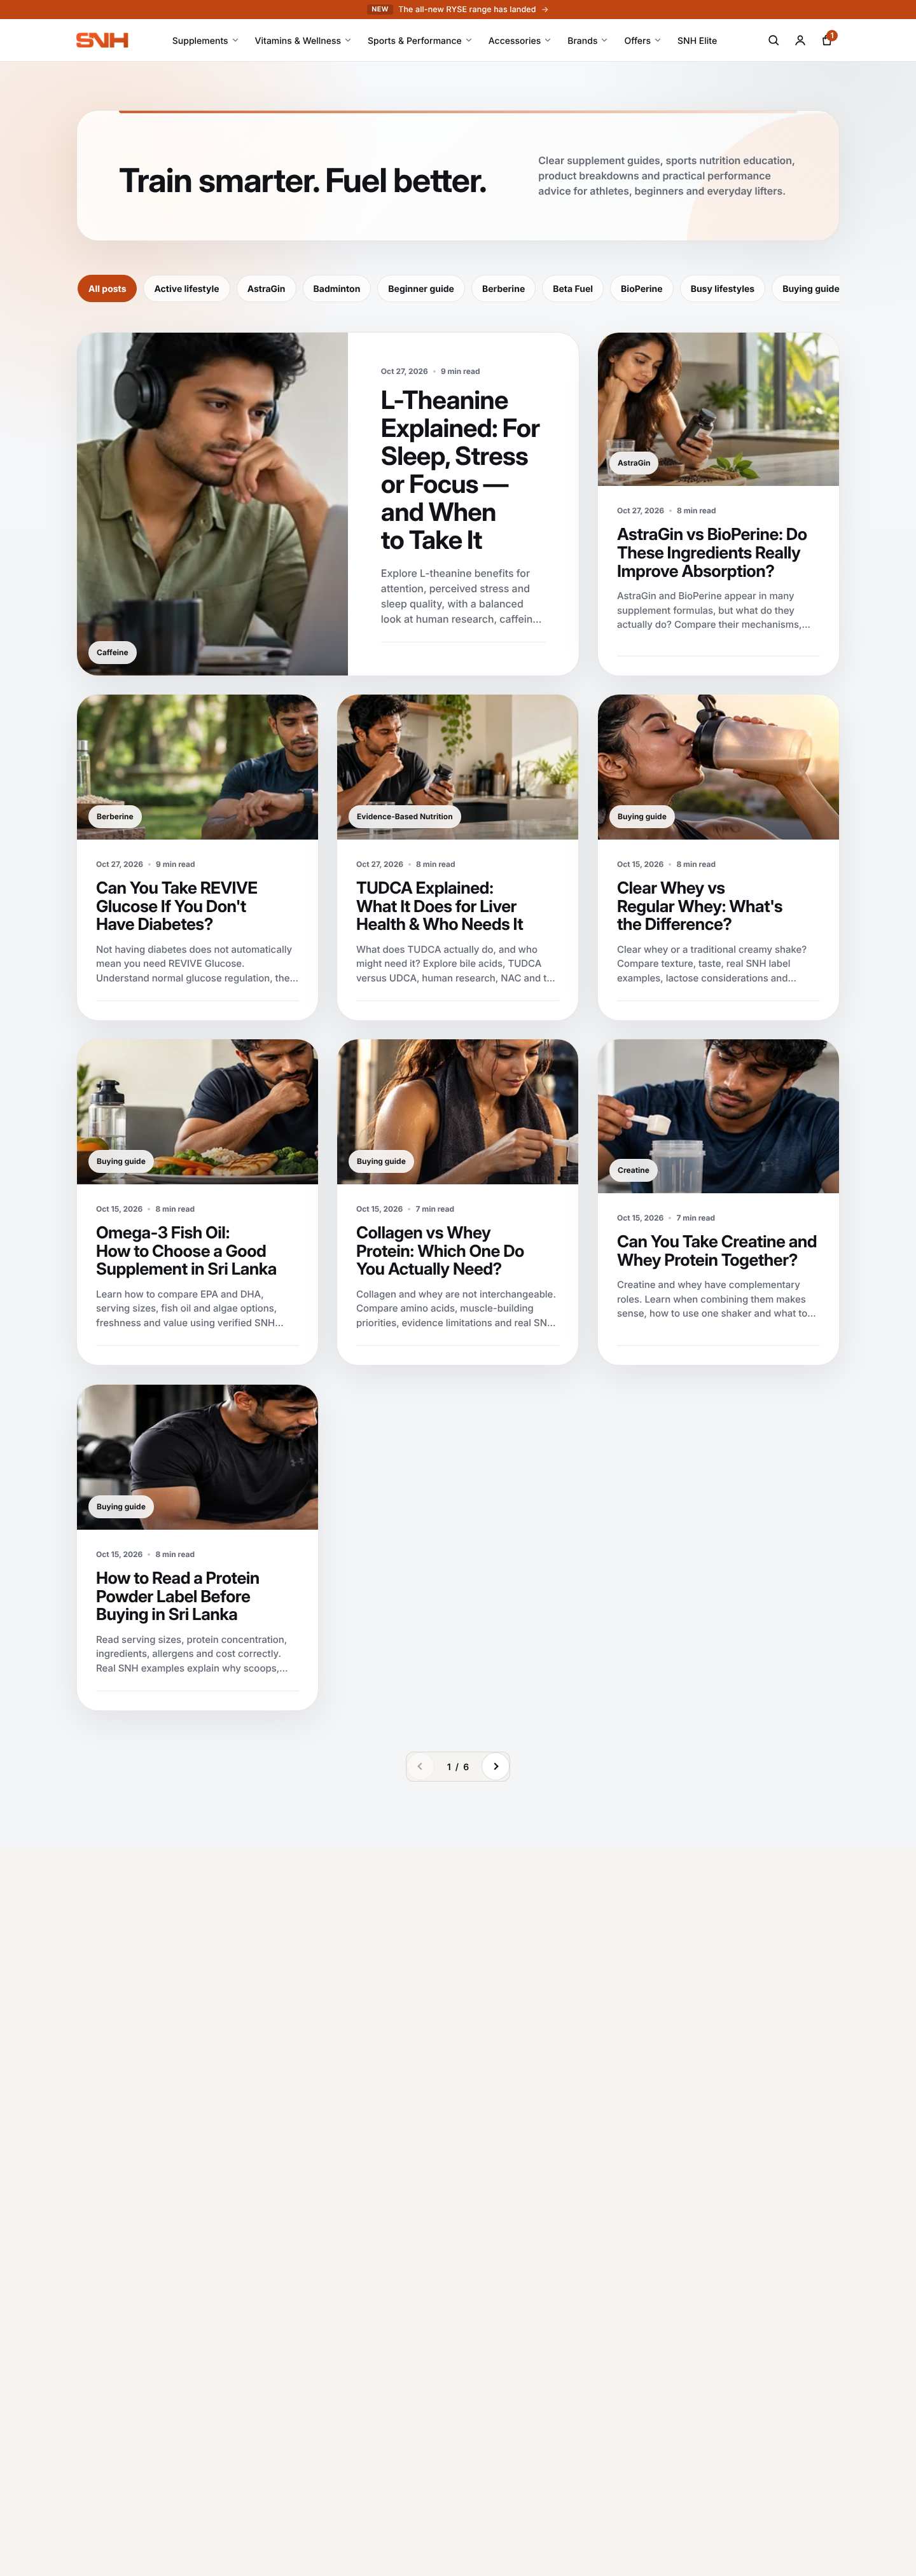 NEW The all-new RYSE range has landed →
SNH
Supplements
Vitamins & Wellness
Sports & Performance
Accessories
Brands
Offers
SNH Elite
1
Train smarter. Fuel better.
Clear supplement guides, sports nutrition education,
product breakdowns and practical performance
advice for athletes, beginners and everyday lifters.
All posts
Active lifestyle
AstraGin
Badminton
Beginner guide
Berberine
Beta Fuel
BioPerine
Busy lifestyles
Buying guide
Caffeine
Oct 27, 2026 • 9 min read
L-Theanine
Explained: For
Sleep, Stress
or Focus —
and When
to Take It
Explore L-theanine benefits for
attention, perceived stress and
sleep quality, with a balanced
look at human research, caffein...
AstraGin
Oct 27, 2026 • 8 min read
AstraGin vs BioPerine: Do
These Ingredients Really
Improve Absorption?
AstraGin and BioPerine appear in many
supplement formulas, but what do they
actually do? Compare their mechanisms,...
Berberine
Oct 27, 2026 • 9 min read
Can You Take REVIVE
Glucose If You Don't
Have Diabetes?
Not having diabetes does not automatically
mean you need REVIVE Glucose.
Understand normal glucose regulation, the...
Evidence-Based Nutrition
Oct 27, 2026 • 8 min read
TUDCA Explained:
What It Does for Liver
Health & Who Needs It
What does TUDCA actually do, and who
might need it? Explore bile acids, TUDCA
versus UDCA, human research, NAC and t...
Buying guide
Oct 15, 2026 • 8 min read
Clear Whey vs
Regular Whey: What's
the Difference?
Clear whey or a traditional creamy shake?
Compare texture, taste, real SNH label
examples, lactose considerations and...
Buying guide
Oct 15, 2026 • 8 min read
Omega-3 Fish Oil:
How to Choose a Good
Supplement in Sri Lanka
Learn how to compare EPA and DHA,
serving sizes, fish oil and algae options,
freshness and value using verified SNH...
Buying guide
Oct 15, 2026 • 7 min read
Collagen vs Whey
Protein: Which One Do
You Actually Need?
Collagen and whey are not interchangeable.
Compare amino acids, muscle-building
priorities, evidence limitations and real SN...
Creatine
Oct 15, 2026 • 7 min read
Can You Take Creatine and
Whey Protein Together?
Creatine and whey have complementary
roles. Learn when combining them makes
sense, how to use one shaker and what to...
Buying guide
Oct 15, 2026 • 8 min read
How to Read a Protein
Powder Label Before
Buying in Sri Lanka
Read serving sizes, protein concentration,
ingredients, allergens and cost correctly.
Real SNH examples explain why scoops,...
1 / 6